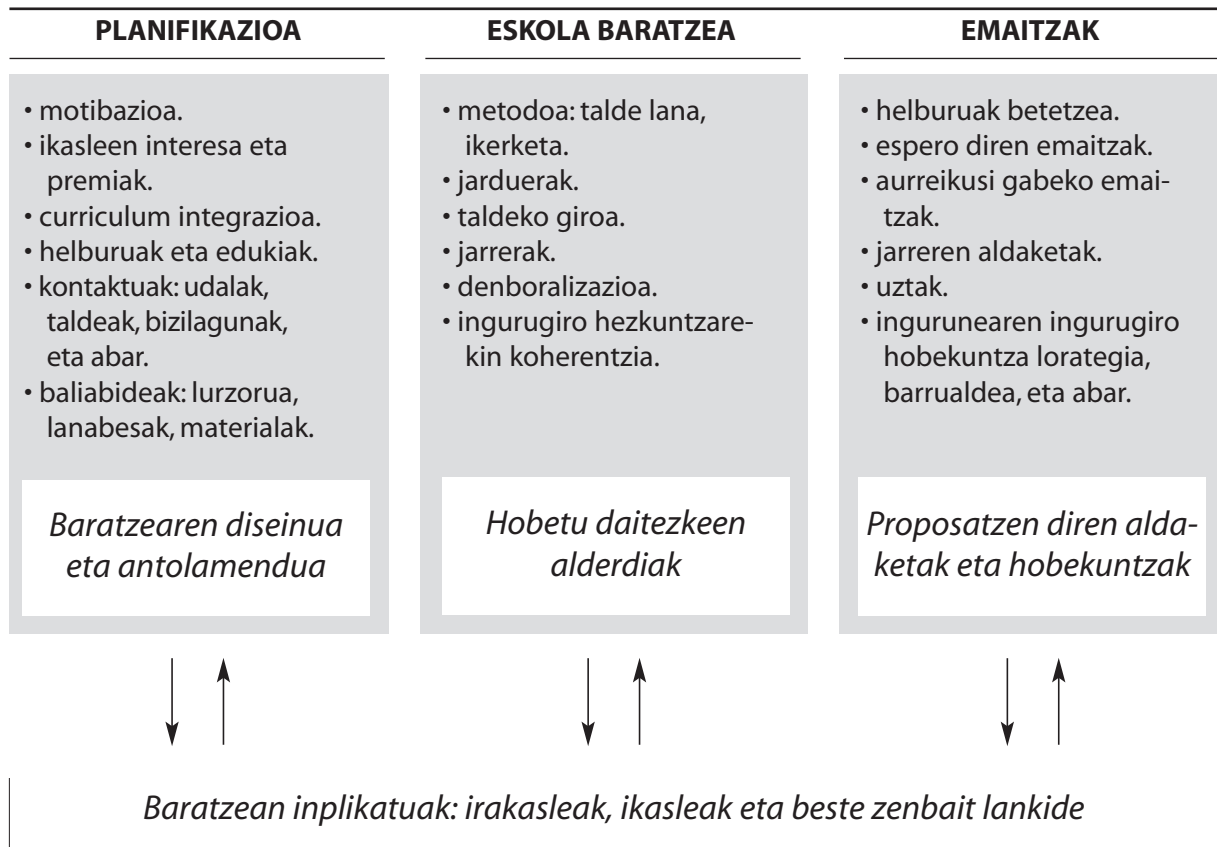 PLANIFIKAZIOA
• motibazioa.
• ikasleen interesa eta
premiak.
• curriculum integrazioa.
• helburuak eta edukiak.
• kontaktuak: udalak,
taldeak, bizilagunak,
eta abar.
• baliabideak: lurzorua,
lanabesak, materialak.
Baratzearen diseinua
eta antolamendua
ESKOLA BARATZEA
• metodoa: talde lana,
ikerketa.
• jarduerak.
• taldeko giroa.
• jarrerak.
• denboralizazioa.
• ingurugiro hezkuntzare-
kin koherentzia.
Hobetu daitezkeen
alderdiak
EMAITZAK
• helburuak betetzea.
• espero diren emaitzak.
• aurreikusi gabeko emai-
tzak.
• jarreren aldaketak.
• uztak.
• ingurunearen ingurugiro
hobekuntza lorategia,
barrualdea, eta abar.
Proposatzen diren alda-
ketak eta hobekuntzak
Baratzean inplikatuak: irakasleak, ikasleak eta beste zenbait lankide